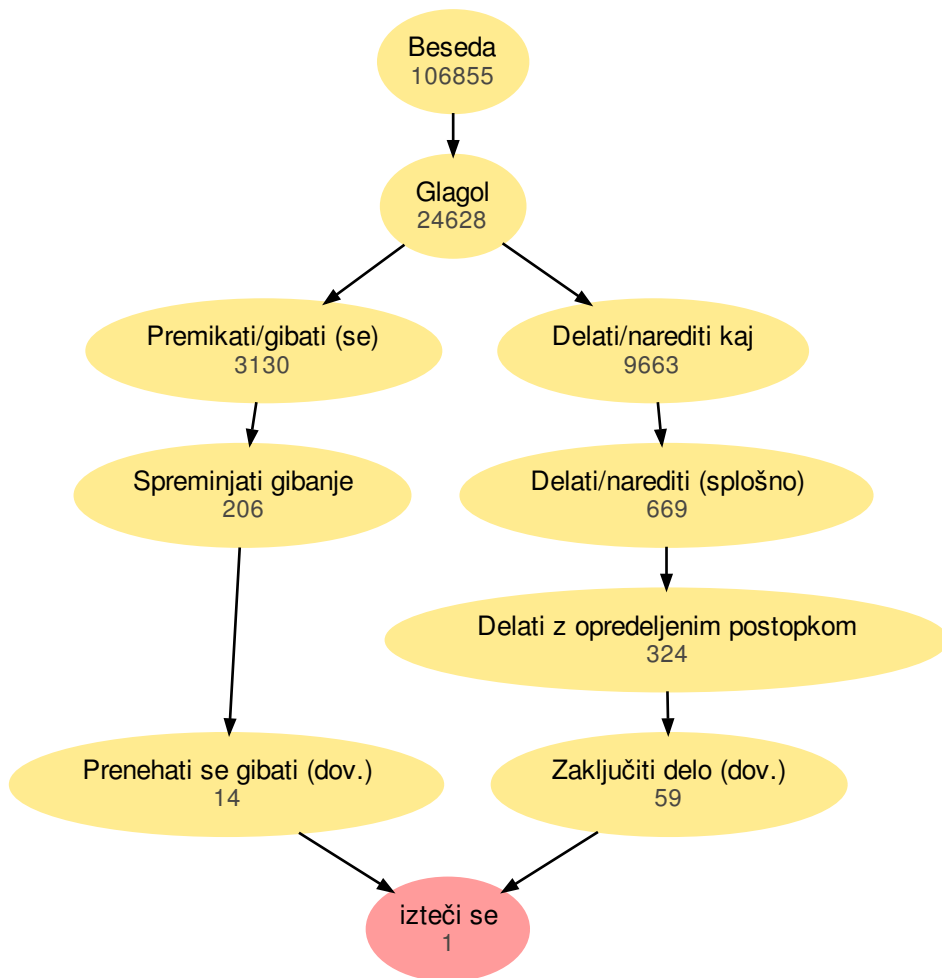 Beseda
106855
Glagol
24628
Premikati/gibati (se)
3130
Delati/narediti kaj
9663
Spreminjati gibanje
206
Delati/narediti (splošno)
669
Delati z opredeljenim postopkom
324
Prenehati se gibati (dov.)
14
Zaključiti delo (dov.)
59
izteči se
1